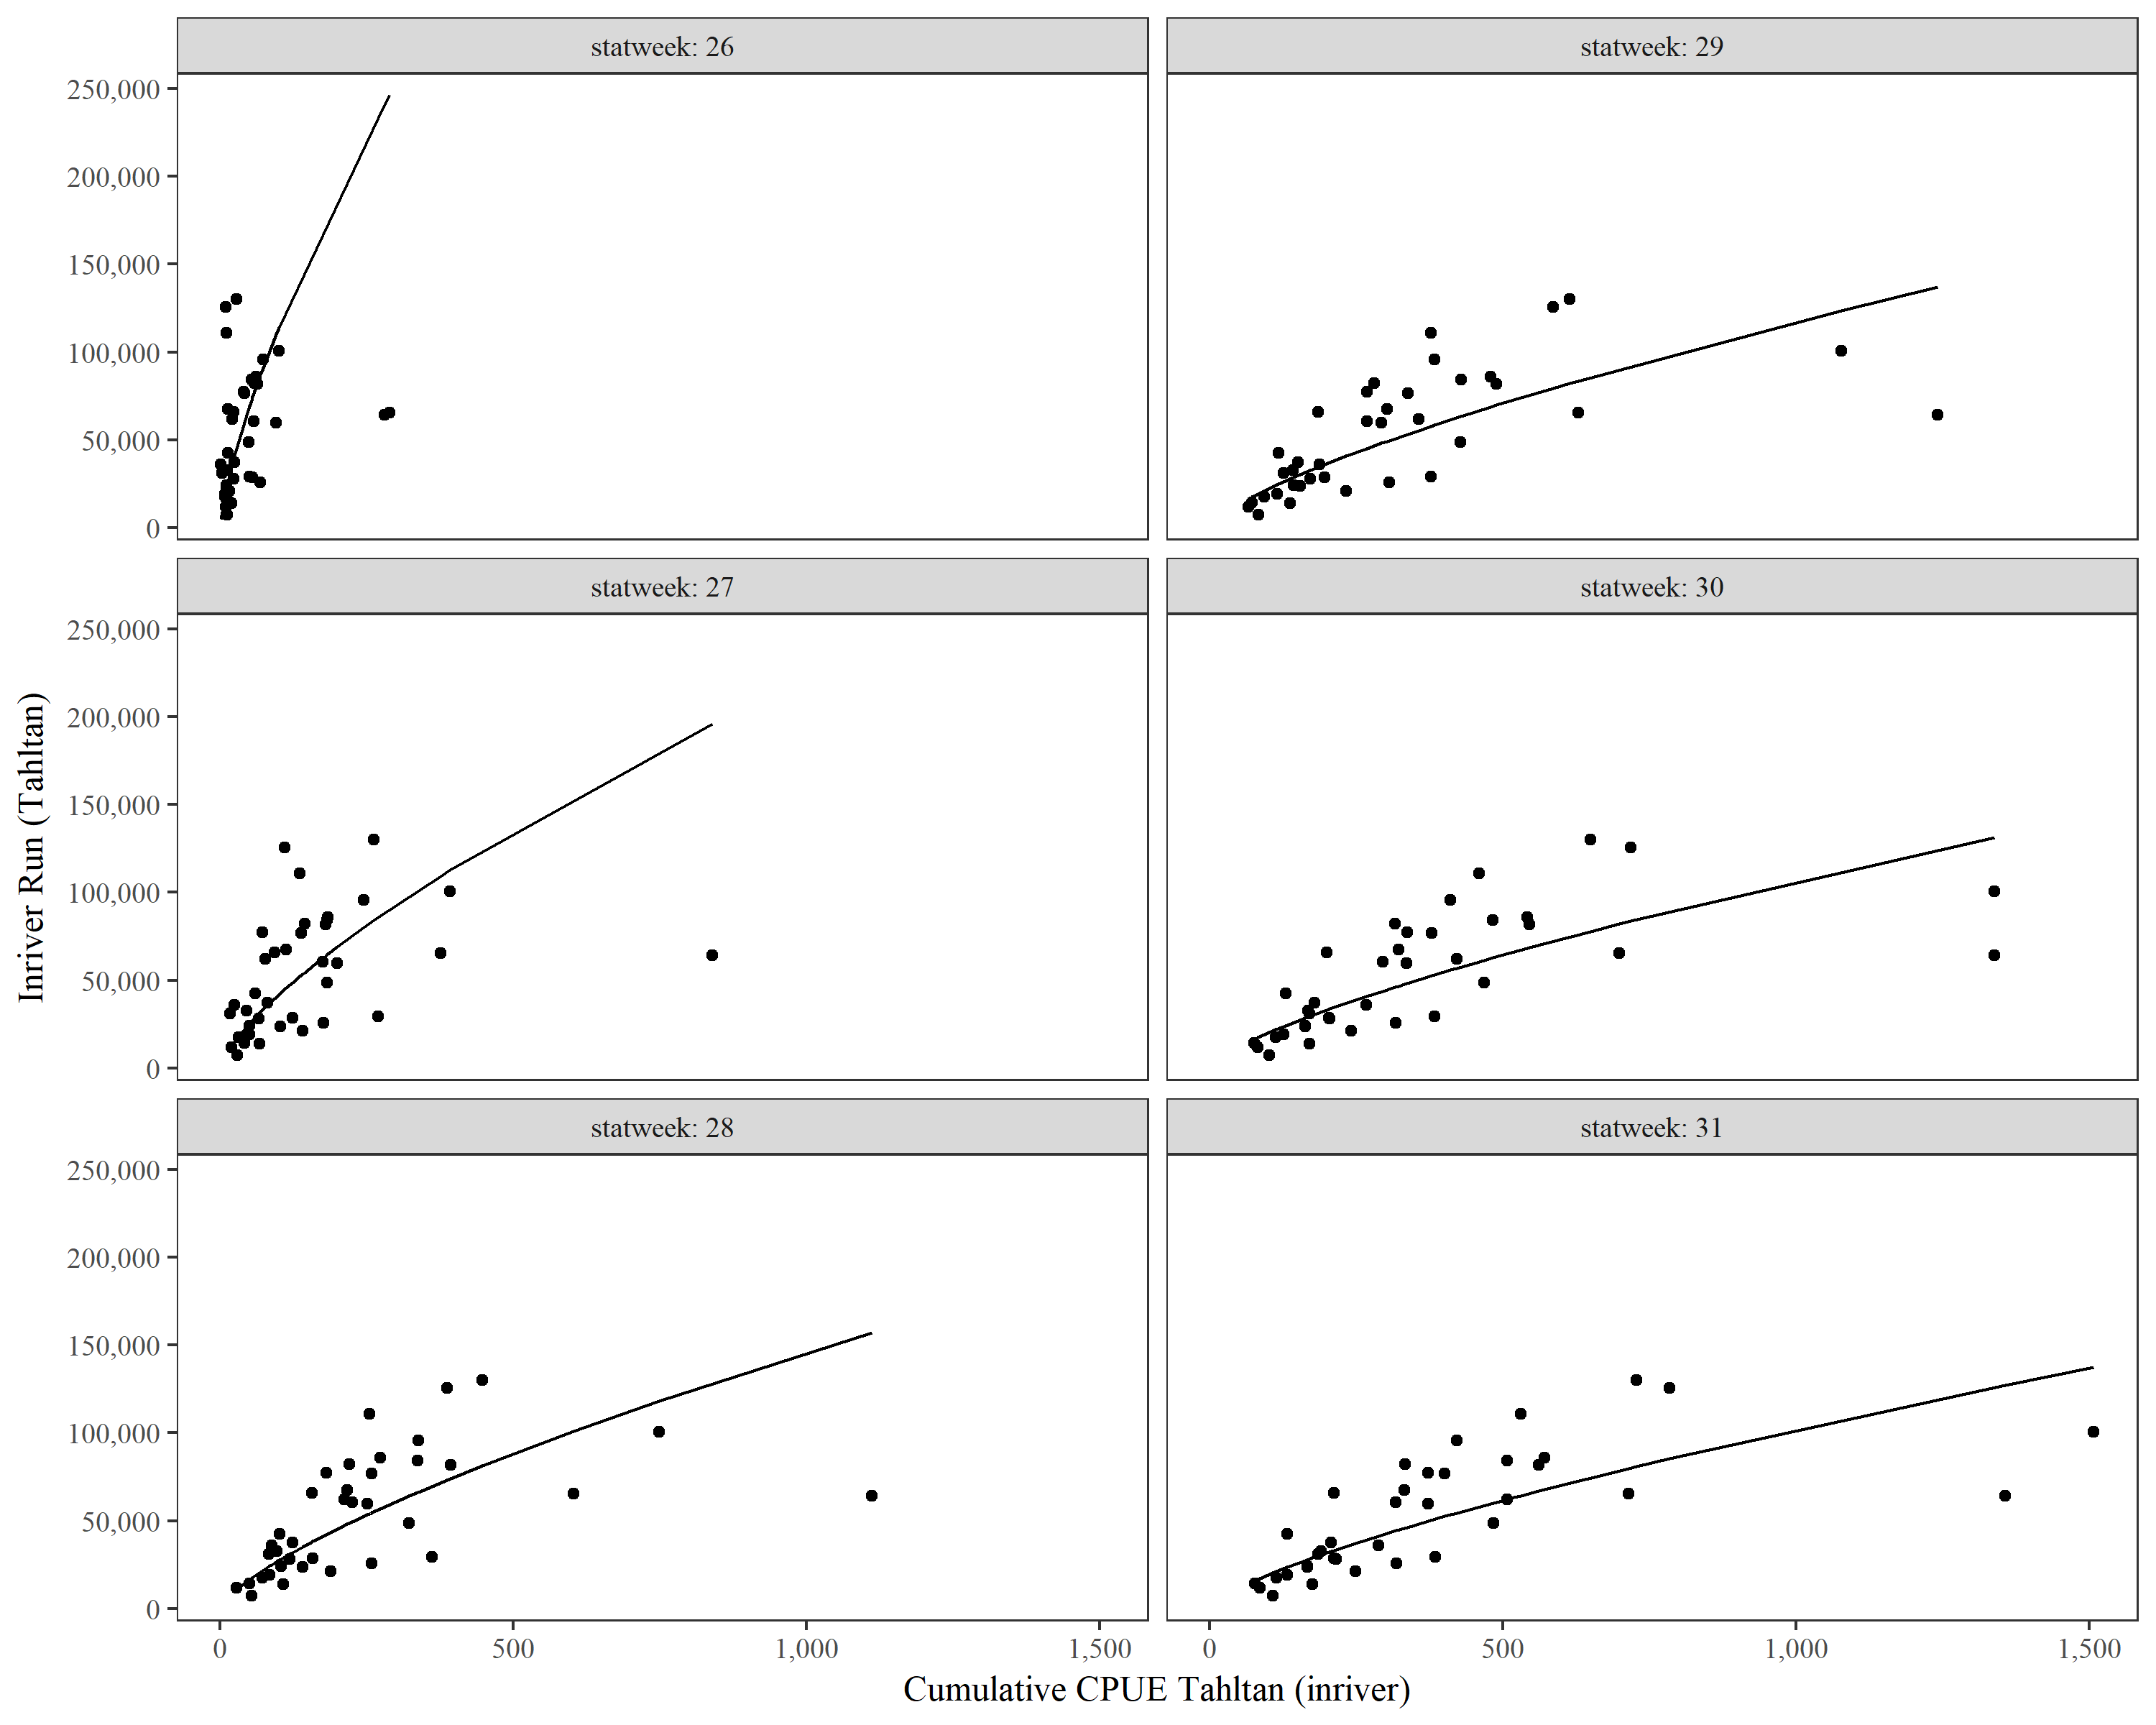 statweek: 26
statweek: 29
250,000
200,000
150,000
100,000
50,000
0
statweek: 27
statweek: 30
250,000
200,000
150,000
100,000
50,000
0
Inriver Run (Tahltan)
statweek: 28
statweek: 31
250,000
200,000
150,000
100,000
50,000
0
0 500 1,000 1,500 0 500 1,000 1,500
Cumulative CPUE Tahltan (inriver)